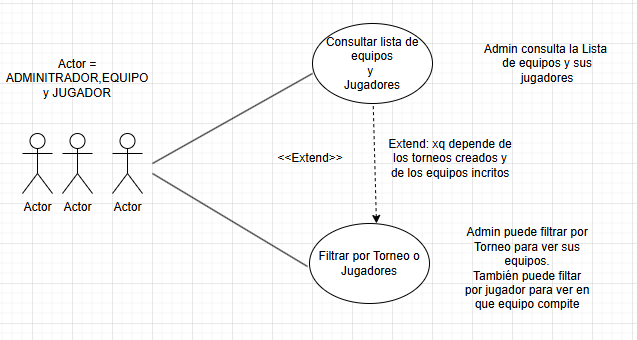 Actor =
ADMINITRADOR,EQUIPO
y JUGADOR
Actor
Actor
Actor
Consultar lista de
equipos
y
Jugadores
Admin consulta la Lista
de equipos y sus
jugadores
<<Extend>>
Extend: xq depende de
los torneos creados y
de los equipos incritos
Filtrar por Torneo o
Jugadores
Admin puede filtrar por
Torneo para ver sus
equipos.
También puede filtar
por jugador para ver en
que equipo compite